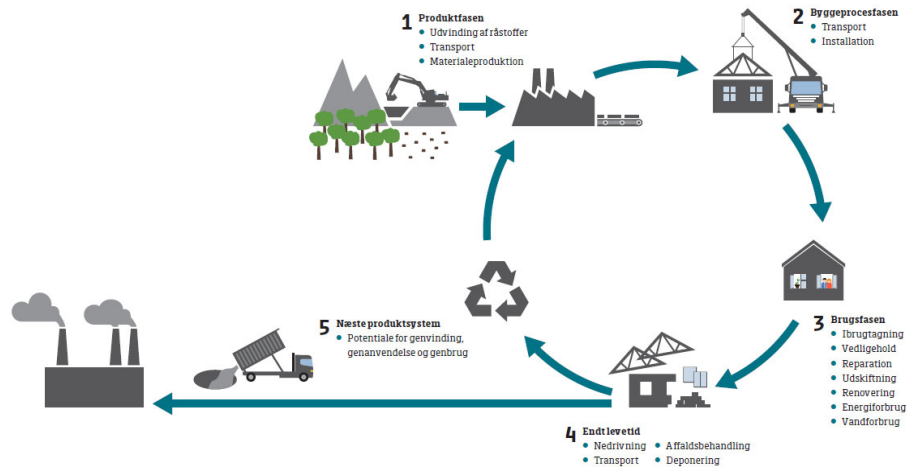 1 Produktfasen
• Udvinding af råstoffer
• Transport
• Materialeproduktion
2 Byggeprocesfasen
• Transport
• Installation
3 Brugsfasen
• Ibrugtagning
• Vedligehold
• Reparation
• Udskiftning
• Renovering
• Energiforbrug
• Vandforbrug
4 Endt levetid
• Nedrivning • Affaldsbehandling
• Transport • Deponering
5 Næste produktsystem
• Potentiale for genvinding,
genanvendelse og genbrug